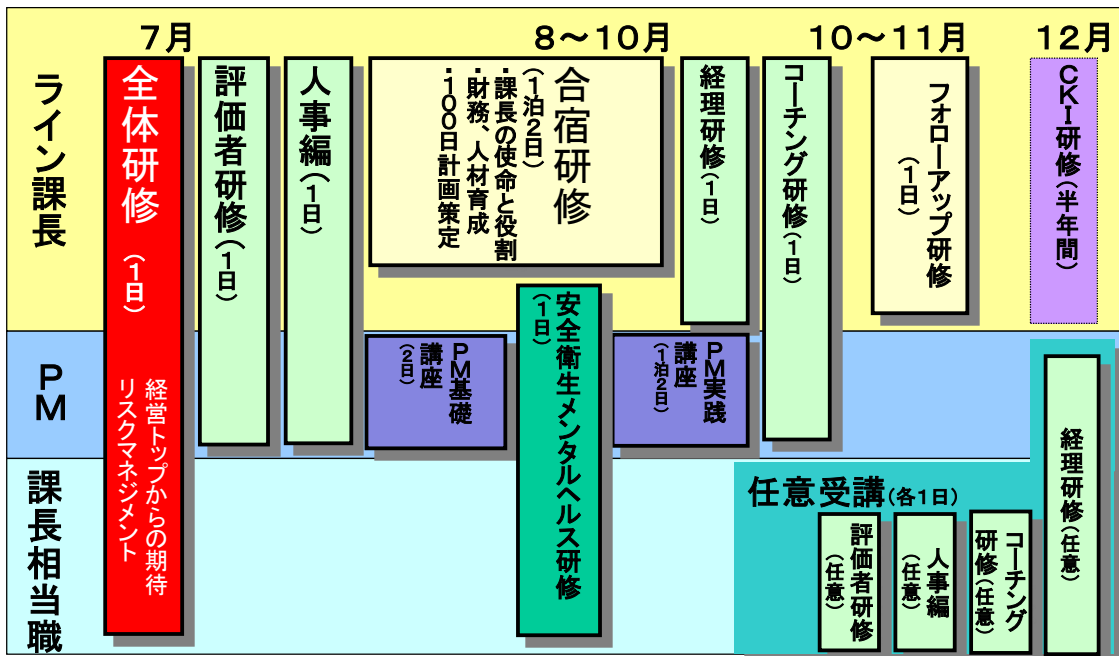 7月
8～10月
10～11月
12月
ライン課長
全体研修（1日）
経営トップからの期待
リスクマネジメント
評価者研修（1日）
人事編（1日）
合宿研修
（1泊2日）
・課長の使命と役割
・財務、人材育成
・100日計画策定
経理研修（1日）
コーチング研修（1日）
フォローアップ研修
（1日）
CKI研修（半年間）
PM
PM基礎
講座
（2日）
安全衛生メンタルヘルス研修
（1日）
PM実践
講座
（1泊2日）
経理研修（任意）
課長相当職
任意受講(各1日)
評価者研修
（任意）
人事編
（任意）
コーチング
研修（任意）